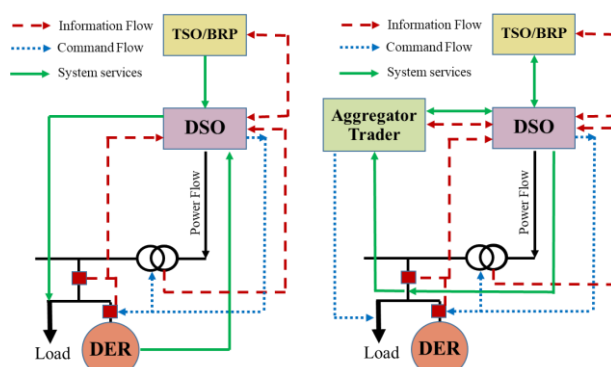 Information Flow
Command Flow
System services
TSO/BRP
DSO
Power Flow
Load
DER
Information Flow
Command Flow
System services
TSO/BRP
Aggregator
Trader
DSO
Power Flow
Load
DER